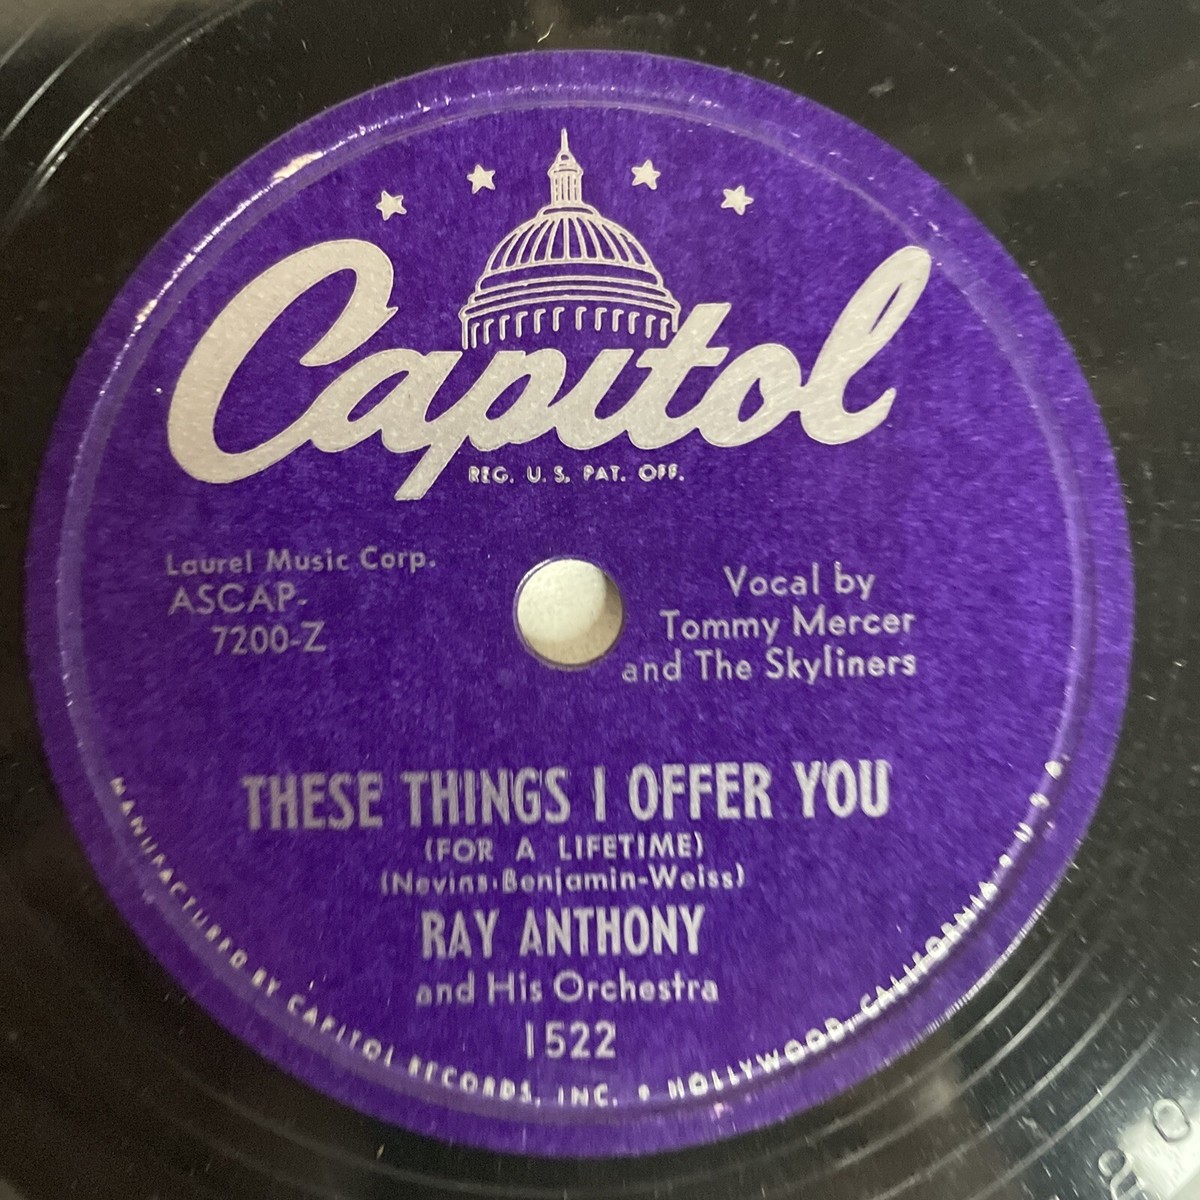 Capitol
REG. U.S. PAT. OFF.
Laurel Music Corp.
ASCAP-
7200-Z
Vocal by
Tommy Mercer
and The Skyliners
THESE THINGS I OFFER YOU
(FOR A LIFETIME)
(Nevins-Benjamin-Weiss)
RAY ANTHONY
and His Orchestra
1522
MANUFACTURED BY CAPITOL RECORDS, INC. • HOLLYWOOD, CALIFORNIA • U.S.A.